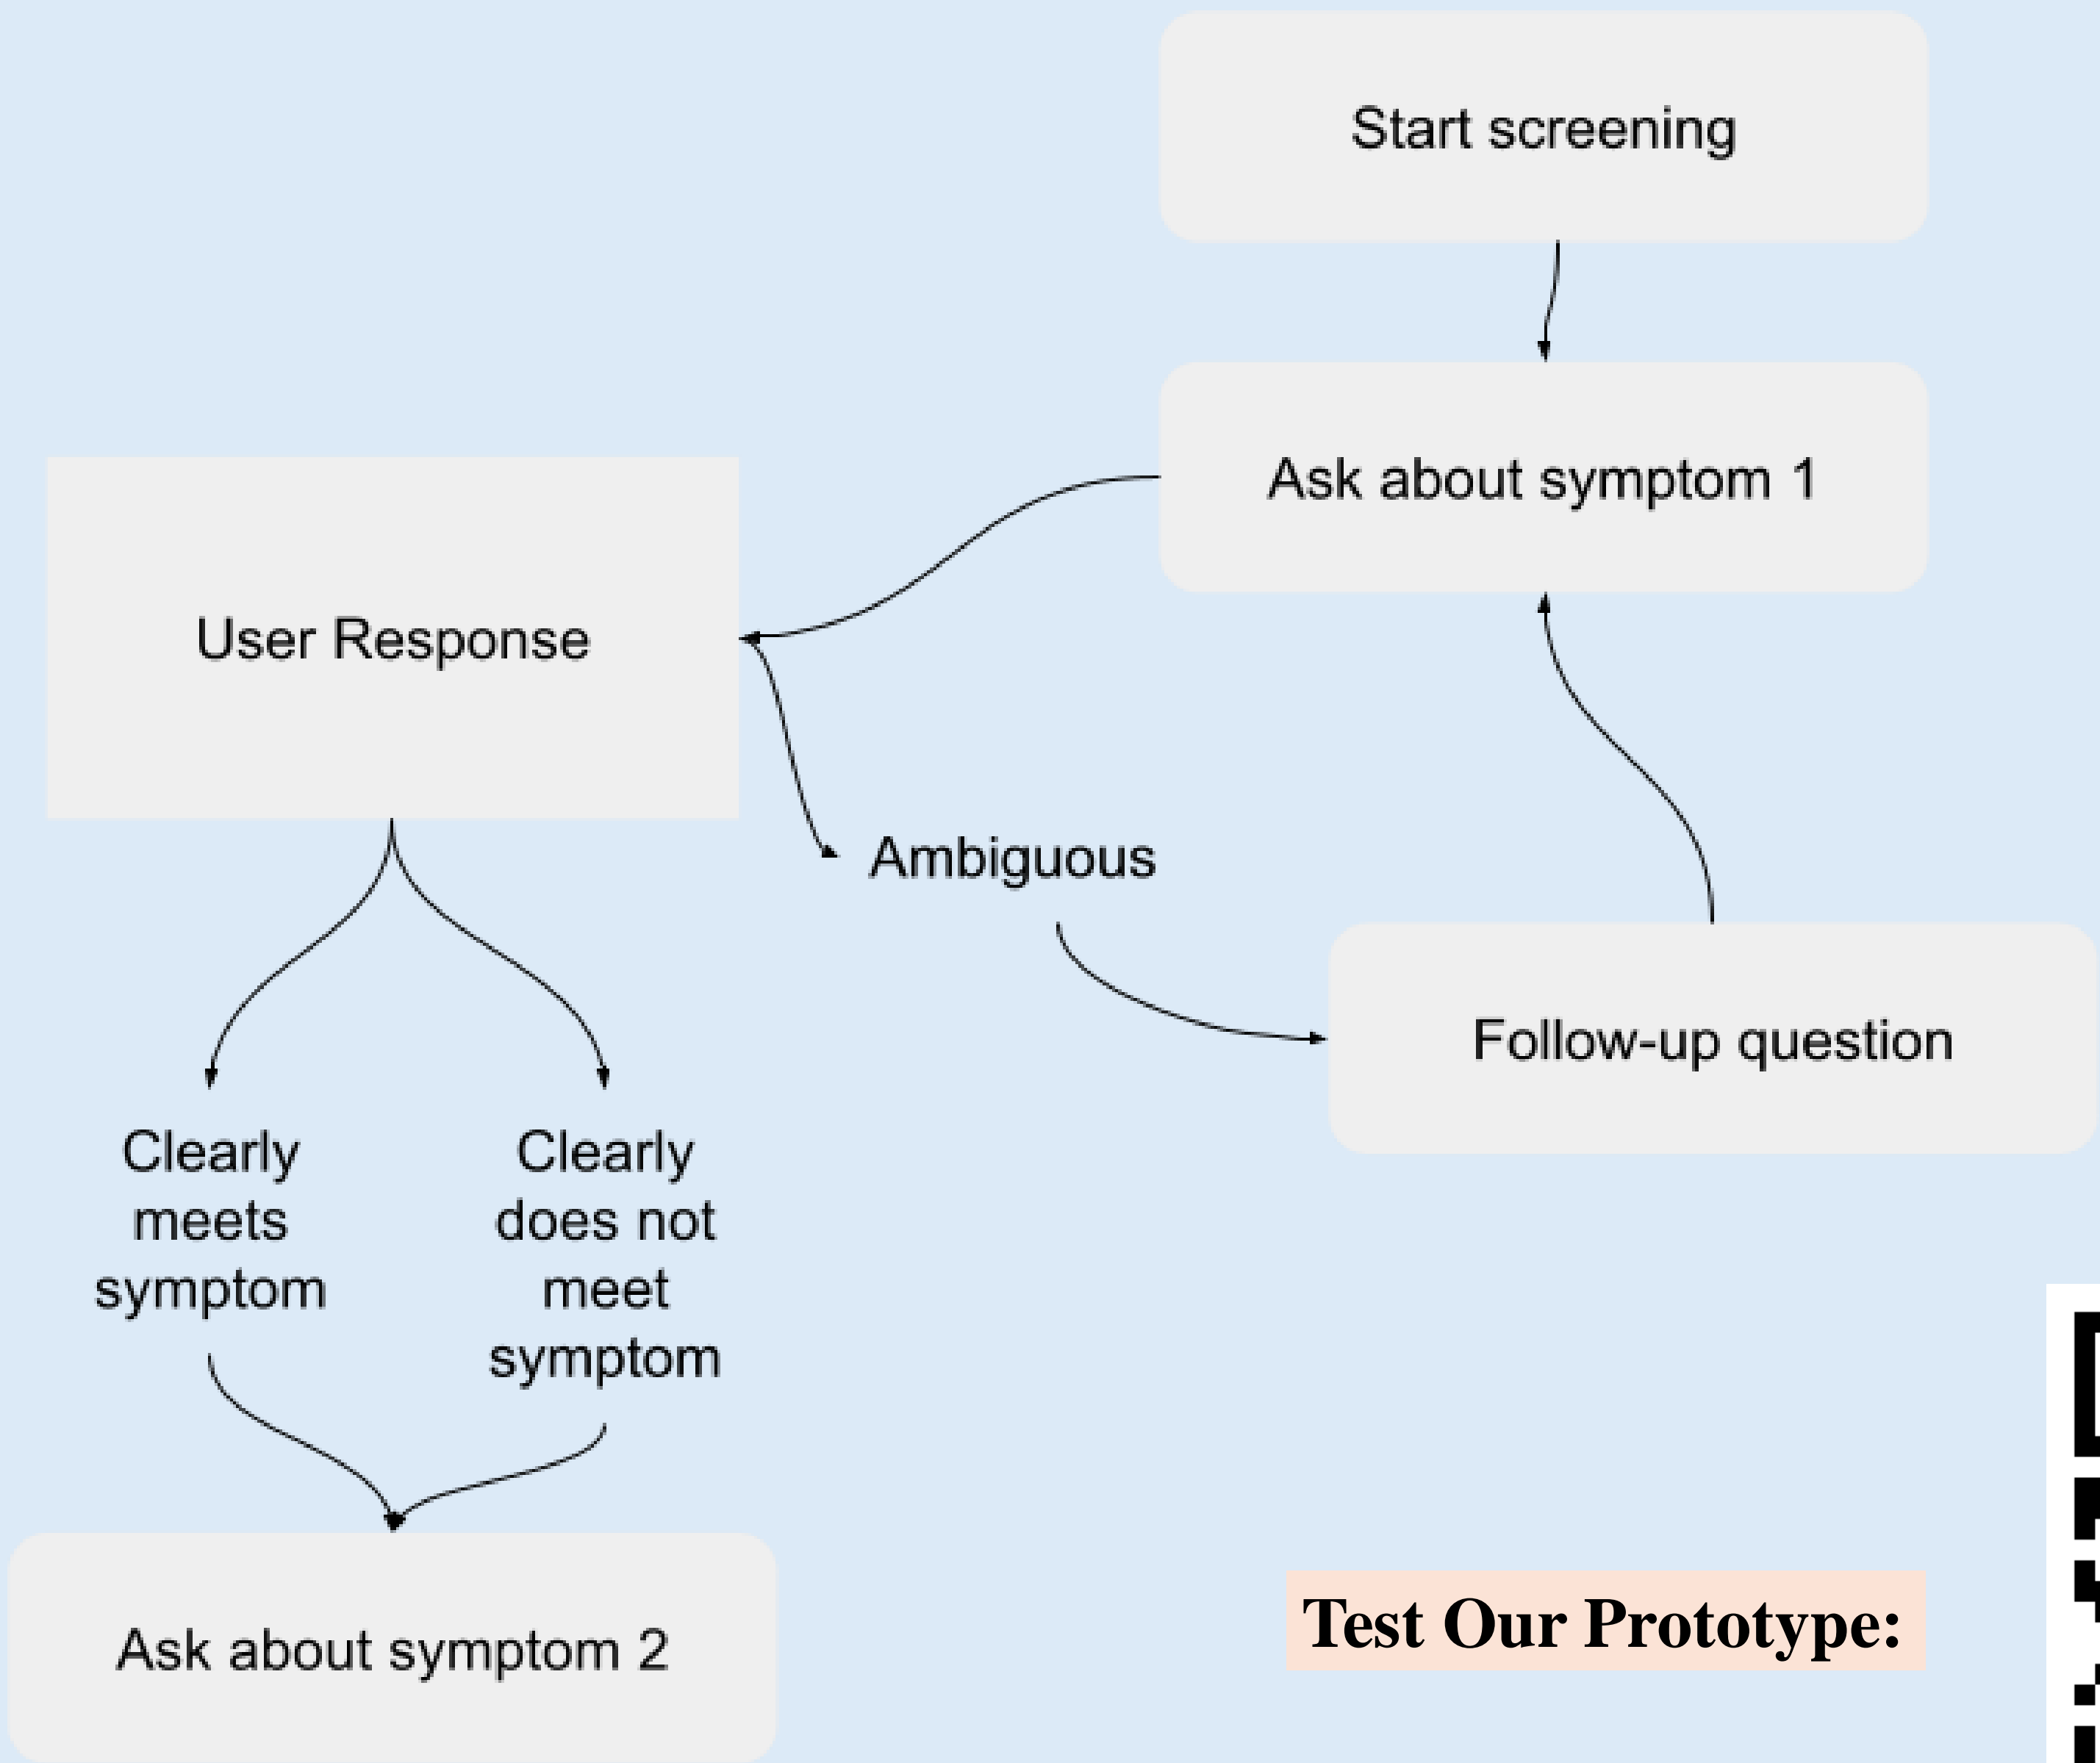 Start screening
Ask about symptom 1
User Response
Ambiguous
Follow-up question
Clearly
meets
symptom
Clearly
does not
meet
symptom
Ask about symptom 2
Test Our Prototype: